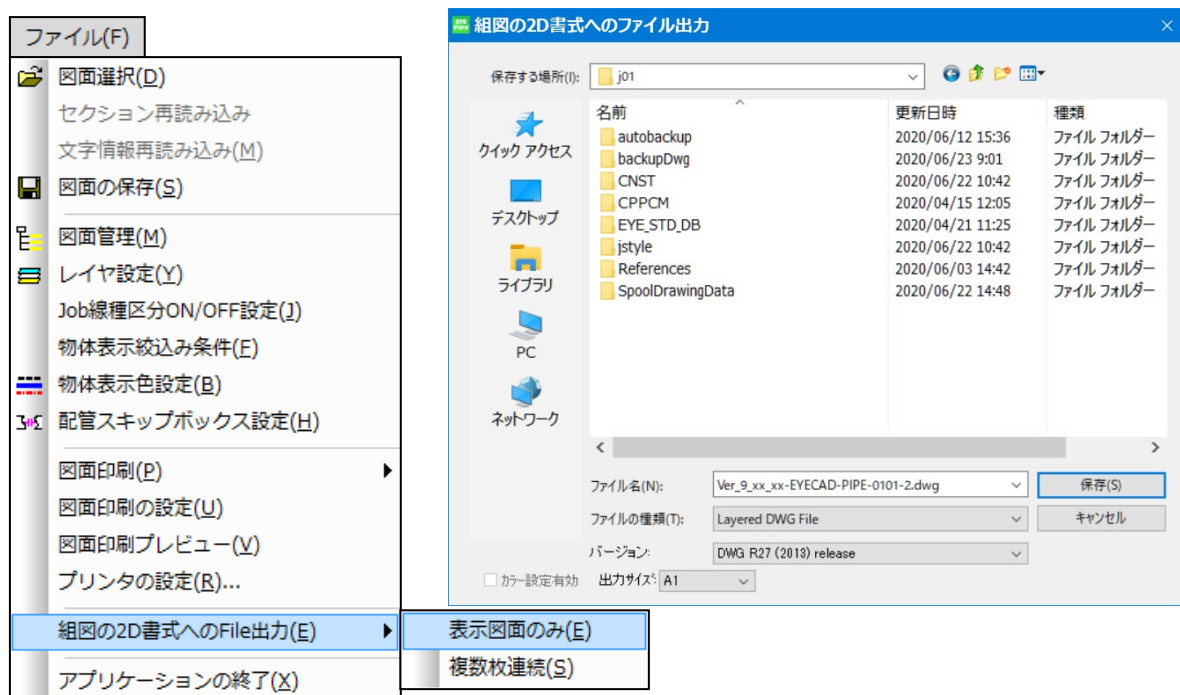 ファイル(F)
図面選択(D)
セクション再読み込み
文字情報再読み込み(M)
図面の保存(S)
図面管理(M)
レイヤ設定(Y)
Job線種区分ON/OFF設定(J)
物体表示絞込み条件(F)
物体表示色設定(B)
配管スキップボックス設定(H)
図面印刷(P)
図面印刷の設定(U)
図面印刷プレビュー(V)
プリンタの設定(R)...
組図の2D書式へのFile出力(E)
アプリケーションの終了(X)
表示図面のみ(E)
複数枚連続(S)
組図の2D書式へのファイル出力
保存する場所(I):
j01
クイック アクセス
デスクトップ
ライブラリ
PC
ネットワーク
名前 更新日時 種類
autobackup 2020/06/12 15:36 ファイル フォルダー
backupDwg 2020/06/23 9:01 ファイル フォルダー
CNST 2020/06/22 10:42 ファイル フォルダー
CPPCM 2020/04/15 12:05 ファイル フォルダー
EYE_STD_DB 2020/04/21 11:25 ファイル フォルダー
jstyle 2020/06/22 10:42 ファイル フォルダー
References 2020/06/03 14:42 ファイル フォルダー
SpoolDrawingData 2020/06/22 14:48 ファイル フォルダー
ファイル名(N): Ver_9_xx_xx-EYECAD-PIPE-0101-2.dwg 保存(S)
ファイルの種類(T): Layered DWG File キャンセル
バージョン: DWG R27 (2013) release
カラー設定有効 出力サイズ: A1